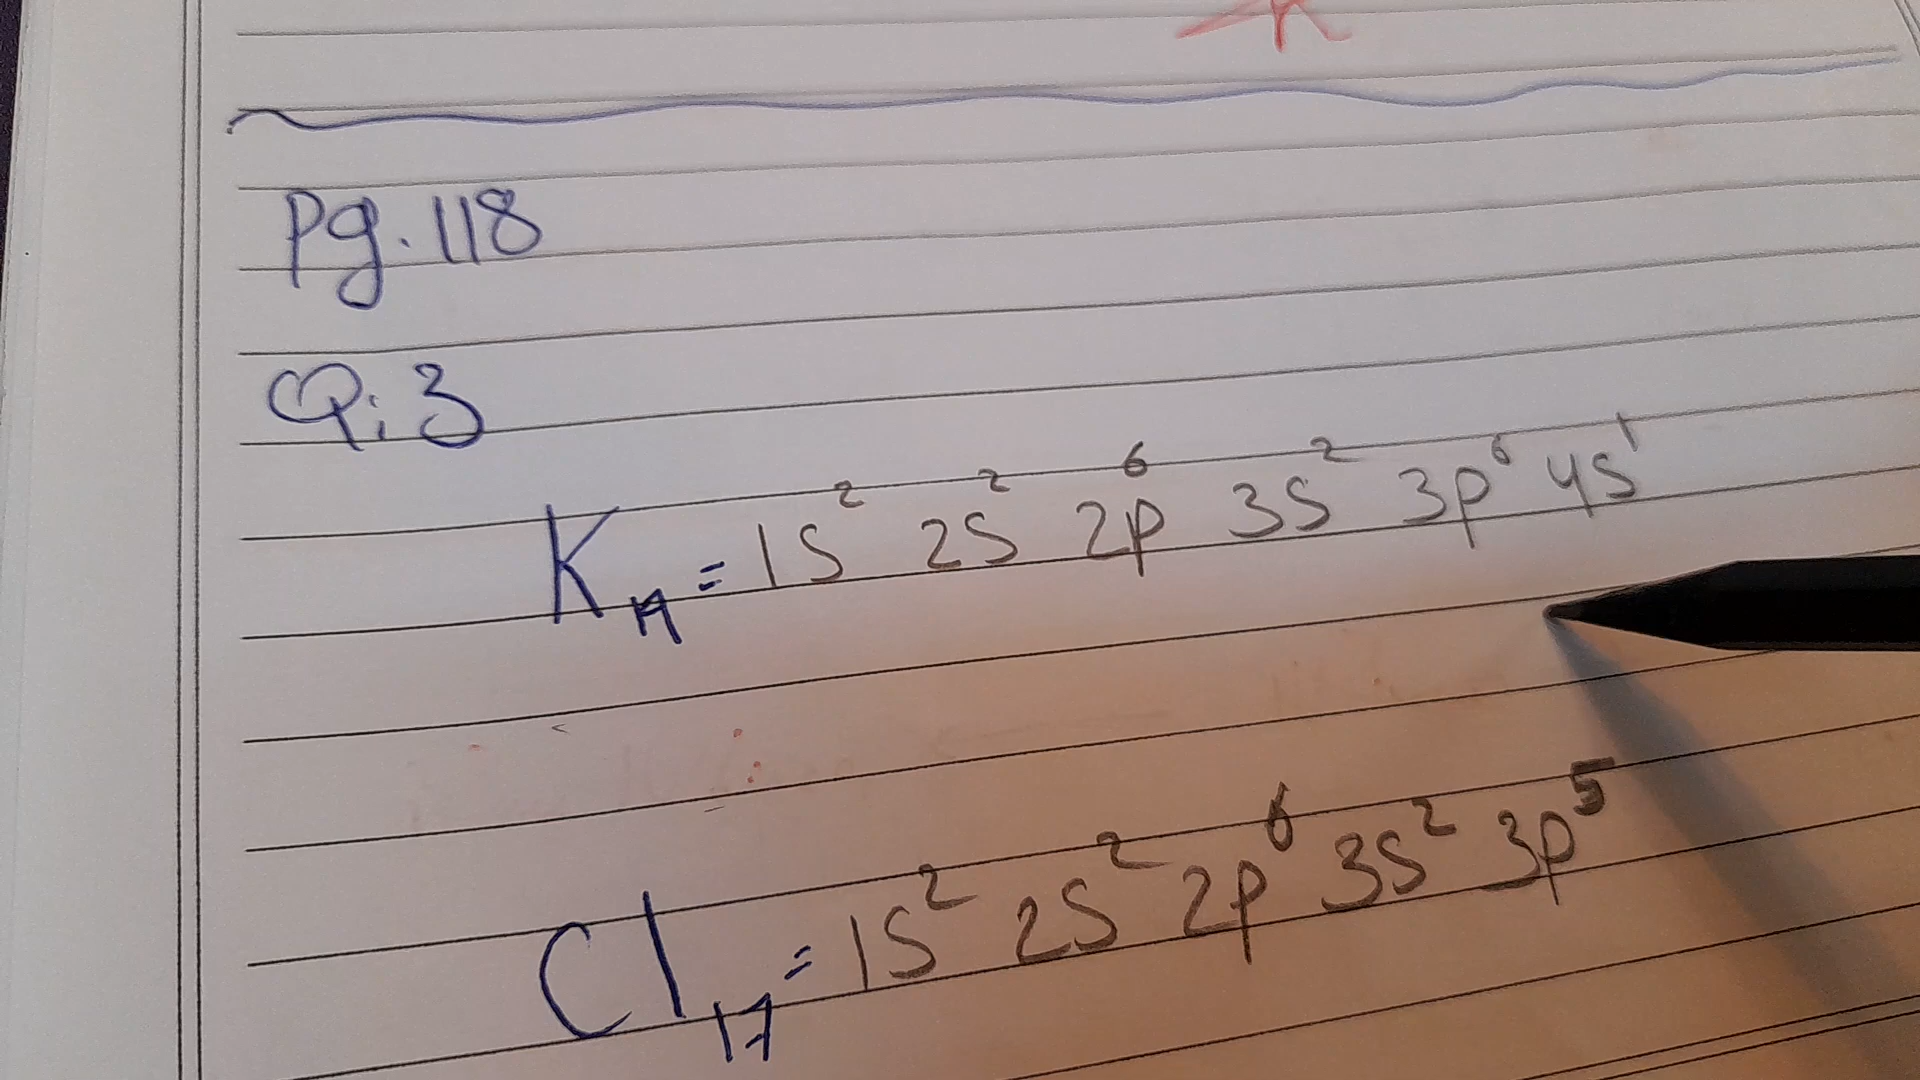 Pg. 118
Q: 3
K₁₉ = 1S² 2S² 2p⁶ 3S² 3p⁶ 4S¹
Cl₁₇ = 1S² 2S² 2p⁶ 3S² 3p⁵